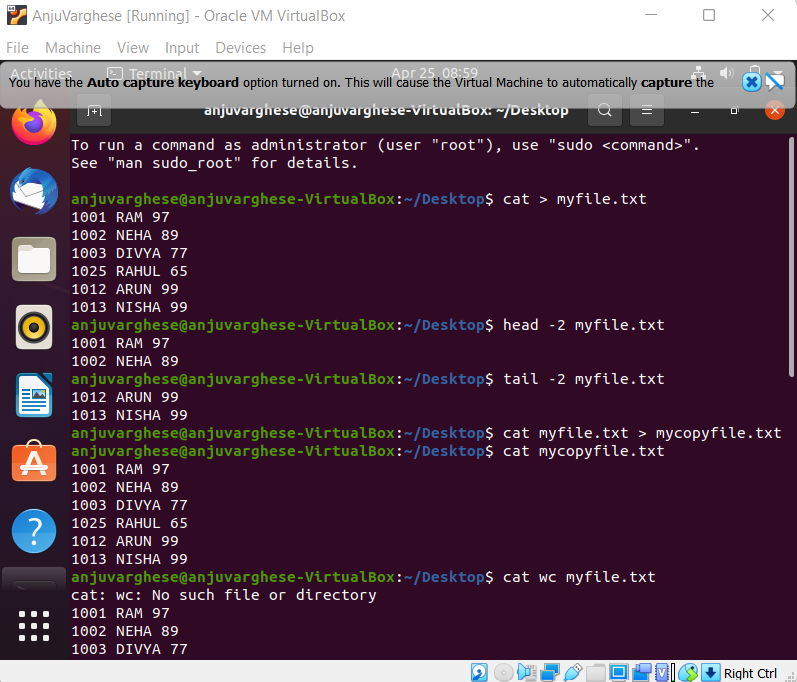 AnjuVarghese [Running] - Oracle VM VirtualBox
File Machine View Input Devices Help
Activities Terminal Apr 25 08:59
You have the Auto capture keyboard option turned on. This will cause the Virtual Machine to automatically capture the
anjuvarghese@anjuvarghese-VirtualBox: ~/Desktop
To run a command as administrator (user "root"), use "sudo <command>".
See "man sudo_root" for details.
anjuvarghese@anjuvarghese-VirtualBox:~/Desktop$ cat > myfile.txt
1001 RAM 97
1002 NEHA 89
1003 DIVYA 77
1025 RAHUL 65
1012 ARUN 99
1013 NISHA 99
anjuvarghese@anjuvarghese-VirtualBox:~/Desktop$ head -2 myfile.txt
1001 RAM 97
1002 NEHA 89
anjuvarghese@anjuvarghese-VirtualBox:~/Desktop$ tail -2 myfile.txt
1012 ARUN 99
1013 NISHA 99
anjuvarghese@anjuvarghese-VirtualBox:~/Desktop$ cat myfile.txt > mycopyfile.txt
anjuvarghese@anjuvarghese-VirtualBox:~/Desktop$ cat mycopyfile.txt
1001 RAM 97
1002 NEHA 89
1003 DIVYA 77
1025 RAHUL 65
1012 ARUN 99
1013 NISHA 99
anjuvarghese@anjuvarghese-VirtualBox:~/Desktop$ cat wc myfile.txt
cat: wc: No such file or directory
1001 RAM 97
1002 NEHA 89
1003 DIVYA 77
Right Ctrl